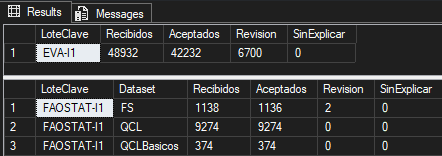 Results Messages
LoteClave Recibidos Aceptados Revision SinExplicar
1 EVA-I1 48932 42232 6700 0
LoteClave Dataset Recibidos Aceptados Revision SinExplicar
1 FAOSTAT-I1 FS 1138 1136 2 0
2 FAOSTAT-I1 QCL 9274 9274 0 0
3 FAOSTAT-I1 QCLBasicos 374 374 0 0